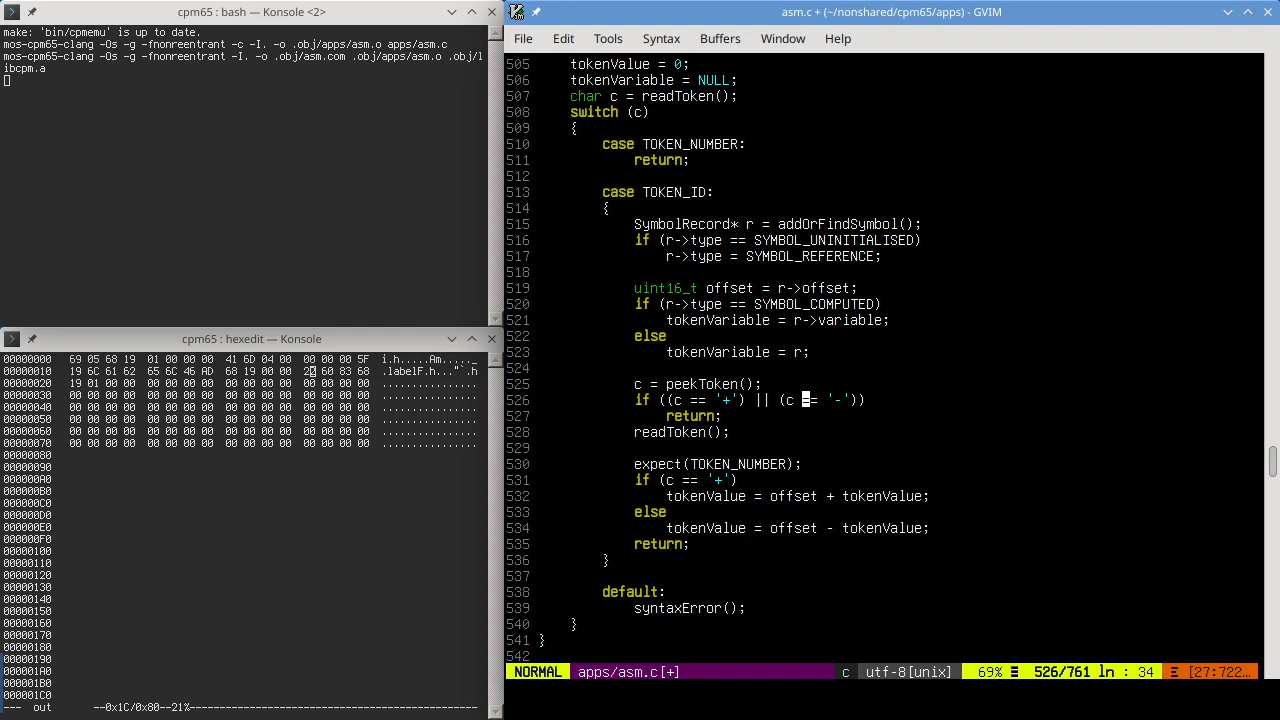 cpm65 : bash — Konsole <2>
make: 'bin/cpmemu' is up to date.
mos-cpm65-clang -Os -g -fnonreentrant -c -I. -o .obj/apps/asm.o apps/asm.c
mos-cpm65-clang -Os -g -fnonreentrant -I. -o .obj/asm.com .obj/apps/asm.o .obj/l
ibcpm.a
cpm65 : hexedit — Konsole
00000000 69 05 68 19 01 00 00 00 41 6D 04 00 00 00 00 5F i.h.....Am....._
00000010 19 6C 61 62 65 6C 46 AD 68 19 00 00 22 60 83 68 .labelF.h..."`.h
00000020 19 01 00 00 00 00 00 00 00 00 00 00 00 00 00 00 ................
00000030 00 00 00 00 00 00 00 00 00 00 00 00 00 00 00 00 ................
00000040 00 00 00 00 00 00 00 00 00 00 00 00 00 00 00 00 ................
00000050 00 00 00 00 00 00 00 00 00 00 00 00 00 00 00 00 ................
00000060 00 00 00 00 00 00 00 00 00 00 00 00 00 00 00 00 ................
00000070 00 00 00 00 00 00 00 00 00 00 00 00 00 00 00 00 ................
00000080
00000090
000000A0
000000B0
000000C0
000000D0
000000E0
000000F0
00000100
00000110
00000120
00000130
00000140
00000150
00000160
00000170
00000180
00000190
000001A0
000001B0
000001C0
--- out --0x1C/0x80--21%------------------------------------------------
asm.c + (~/nonshared/cpm65/apps) - GVIM
File Edit Tools Syntax Buffers Window Help
505 tokenValue = 0;
506 tokenVariable = NULL;
507 char c = readToken();
508 switch (c)
509 {
510 case TOKEN_NUMBER:
511 return;
512
513 case TOKEN_ID:
514 {
515 SymbolRecord* r = addOrFindSymbol();
516 if (r->type == SYMBOL_UNINITIALISED)
517 r->type = SYMBOL_REFERENCE;
518
519 uint16_t offset = r->offset;
520 if (r->type == SYMBOL_COMPUTED)
521 tokenVariable = r->variable;
522 else
523 tokenVariable = r;
524
525 c = peekToken();
526 if ((c == '+') || (c == '-'))
527 return;
528 readToken();
529
530 expect(TOKEN_NUMBER);
531 if (c == '+')
532 tokenValue = offset + tokenValue;
533 else
534 tokenValue = offset - tokenValue;
535 return;
536 }
537
538 default:
539 syntaxError();
540 }
541 }
542
NORMAL apps/asm.c[+] c utf-8[unix] 69% ☰ 526/761 ln : 34 Ξ [27:722…